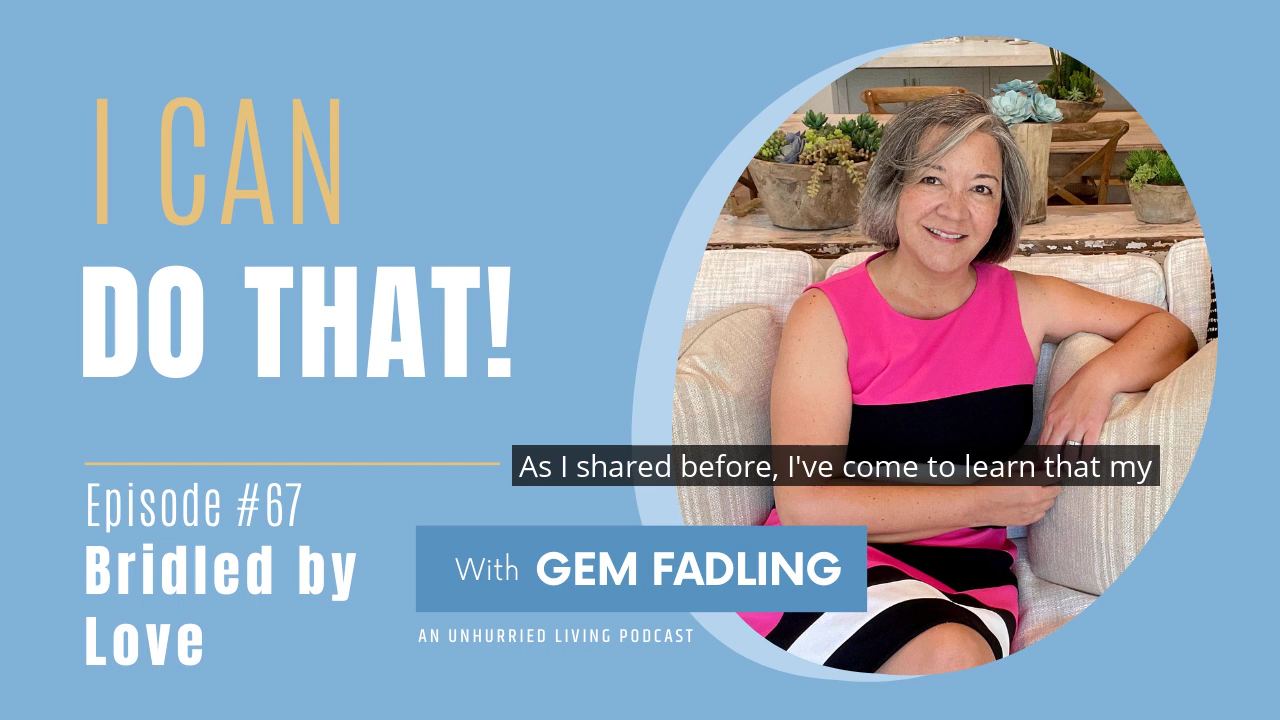 I CAN
DO THAT!
As I shared before, I've come to learn that my
Episode #67
Bridled by
Love
With GEM FADLING
AN UNHURRIED LIVING PODCAST